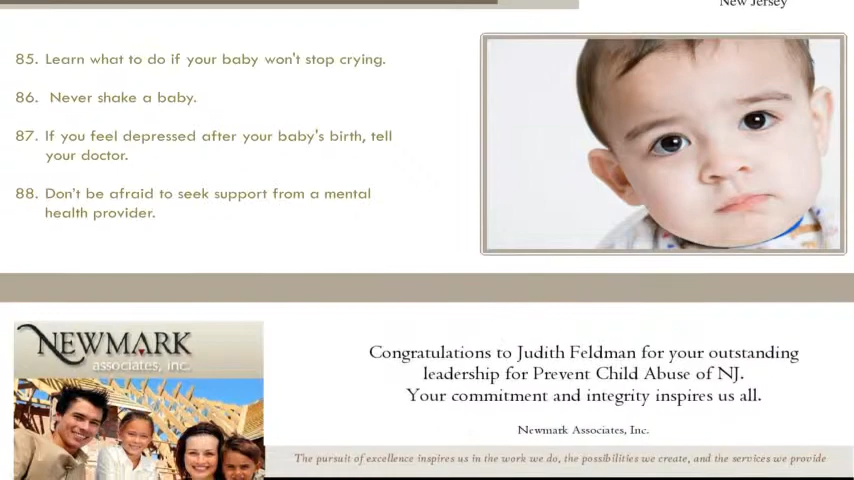 New Jersey
85. Learn what to do if your baby won't stop crying.
86. Never shake a baby.
87. If you feel depressed after your baby's birth, tell
your doctor.
88. Don't be afraid to seek support from a mental
health provider.
NEWMARK
associates, inc.
Congratulations to Judith Feldman for your outstanding
leadership for Prevent Child Abuse of NJ.
Your commitment and integrity inspires us all.
Newmark Associates, Inc.
The pursuit of excellence inspires us in the work we do, the possibilities we create, and the services we provide